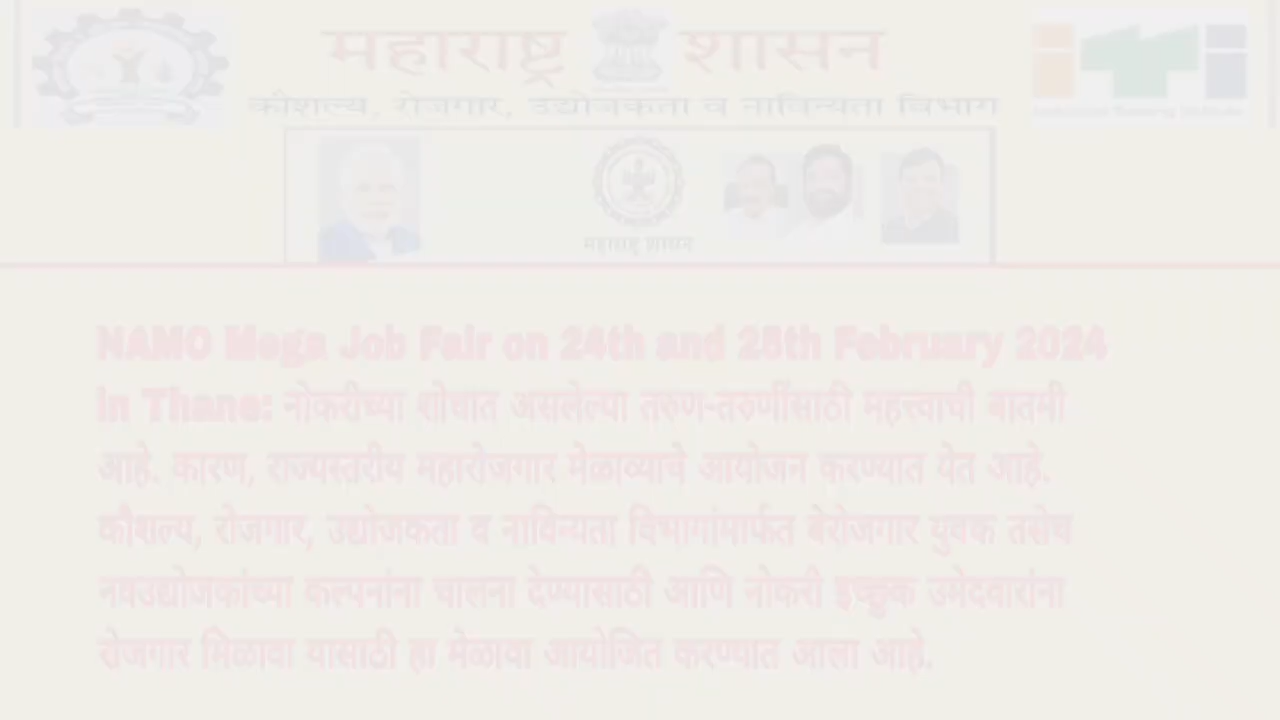 महाराष्ट्र शासन
कौशल्य, रोजगार, उद्योजकता व नाविन्यता विभाग
महाराष्ट्र शासन
NAMO Mega Job Fair on 24th and 25th February 2024
in Thane: नोकरीच्या शोधात असलेल्या तरुण-तरुणींसाठी महत्त्वाची बातमी
आहे. कारण, राज्यस्तरीय महारोजगार मेळाव्याचे आयोजन करण्यात येत आहे.
कौशल्य, रोजगार, उद्योजकता व नाविन्यता विभागांमार्फत बेरोजगार युवक तसेच
नवउद्योजकांच्या कल्पनांना चालना देण्यासाठी आणि नोकरी इच्छुक उमेदवारांना
रोजगार मिळावा यासाठी हा मेळावा आयोजित करण्यात आला आहे.